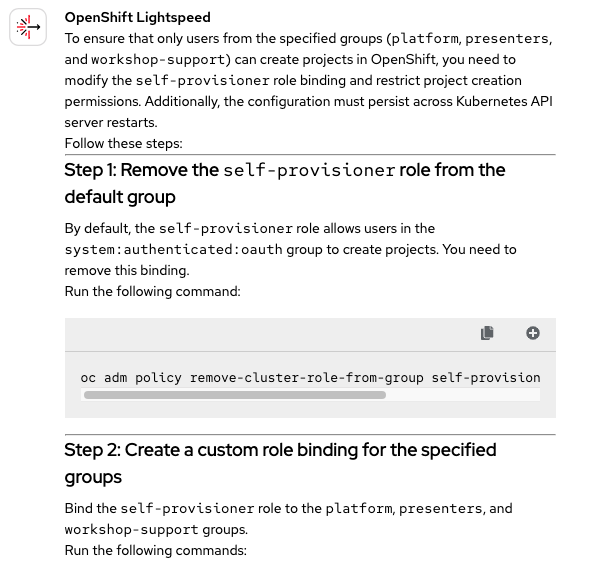 OpenShift Lightspeed
To ensure that only users from the specified groups (platform, presenters,
and workshop-support) can create projects in OpenShift, you need to
modify the self-provisioner role binding and restrict project creation
permissions. Additionally, the configuration must persist across Kubernetes API
server restarts.
Follow these steps:
Step 1: Remove the self-provisioner role from the
default group
By default, the self-provisioner role allows users in the
system:authenticated:oauth group to create projects. You need to
remove this binding.
Run the following command:
oc adm policy remove-cluster-role-from-group self-provision
Step 2: Create a custom role binding for the specified
groups
Bind the self-provisioner role to the platform, presenters, and
workshop-support groups.
Run the following commands: